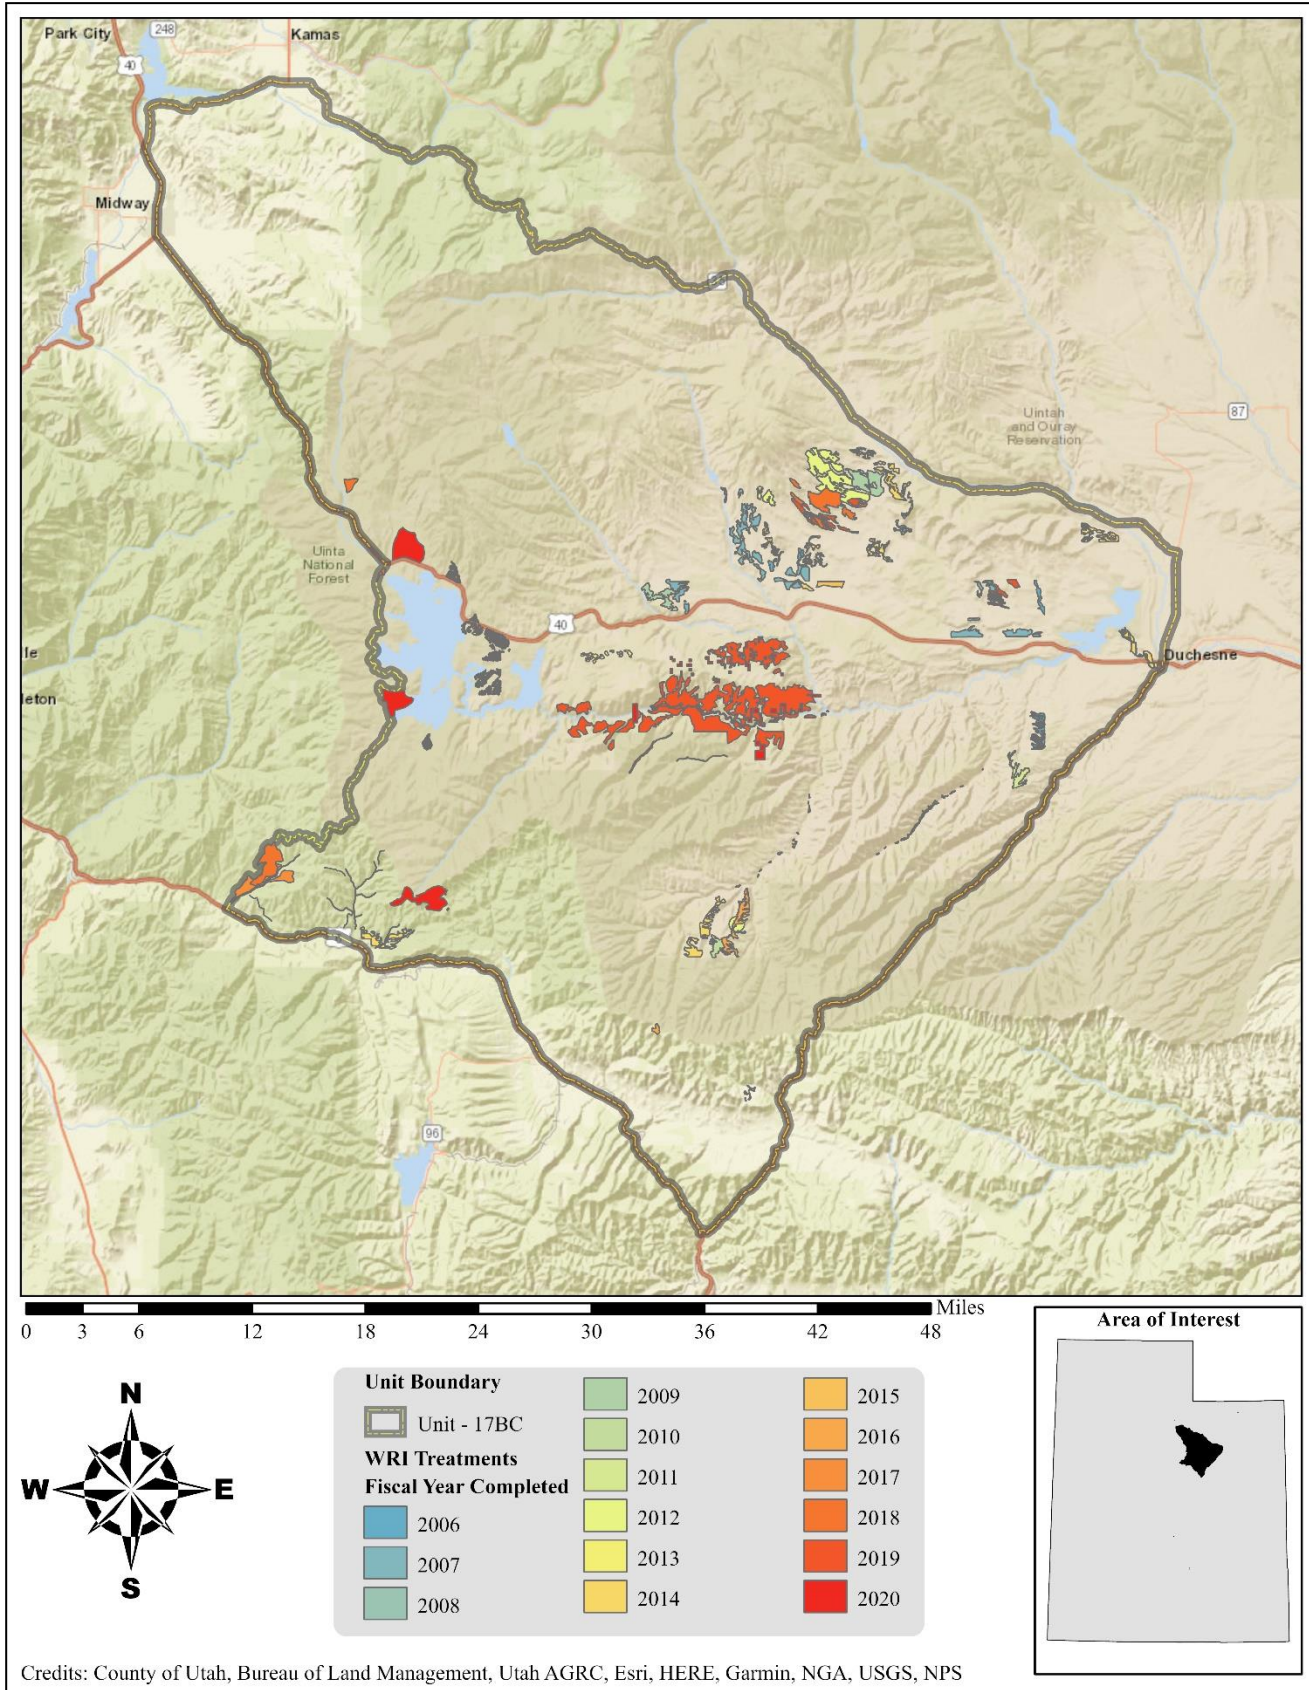 Park City
248
Kamas
40
Midway
87
Uintah
and Ouray
Reservation
Uinta
National
Forest
40
lle
Duchesne
leton
96
Miles
0 3 6 12 18 24 30 36 42 48
Area of Interest
N
W E
S
Unit Boundary
Unit - 17BC
WRI Treatments
Fiscal Year Completed
2006
2007
2008
2009
2010
2011
2012
2013
2014
2015
2016
2017
2018
2019
2020
Credits: County of Utah, Bureau of Land Management, Utah AGRC, Esri, HERE, Garmin, NGA, USGS, NPS